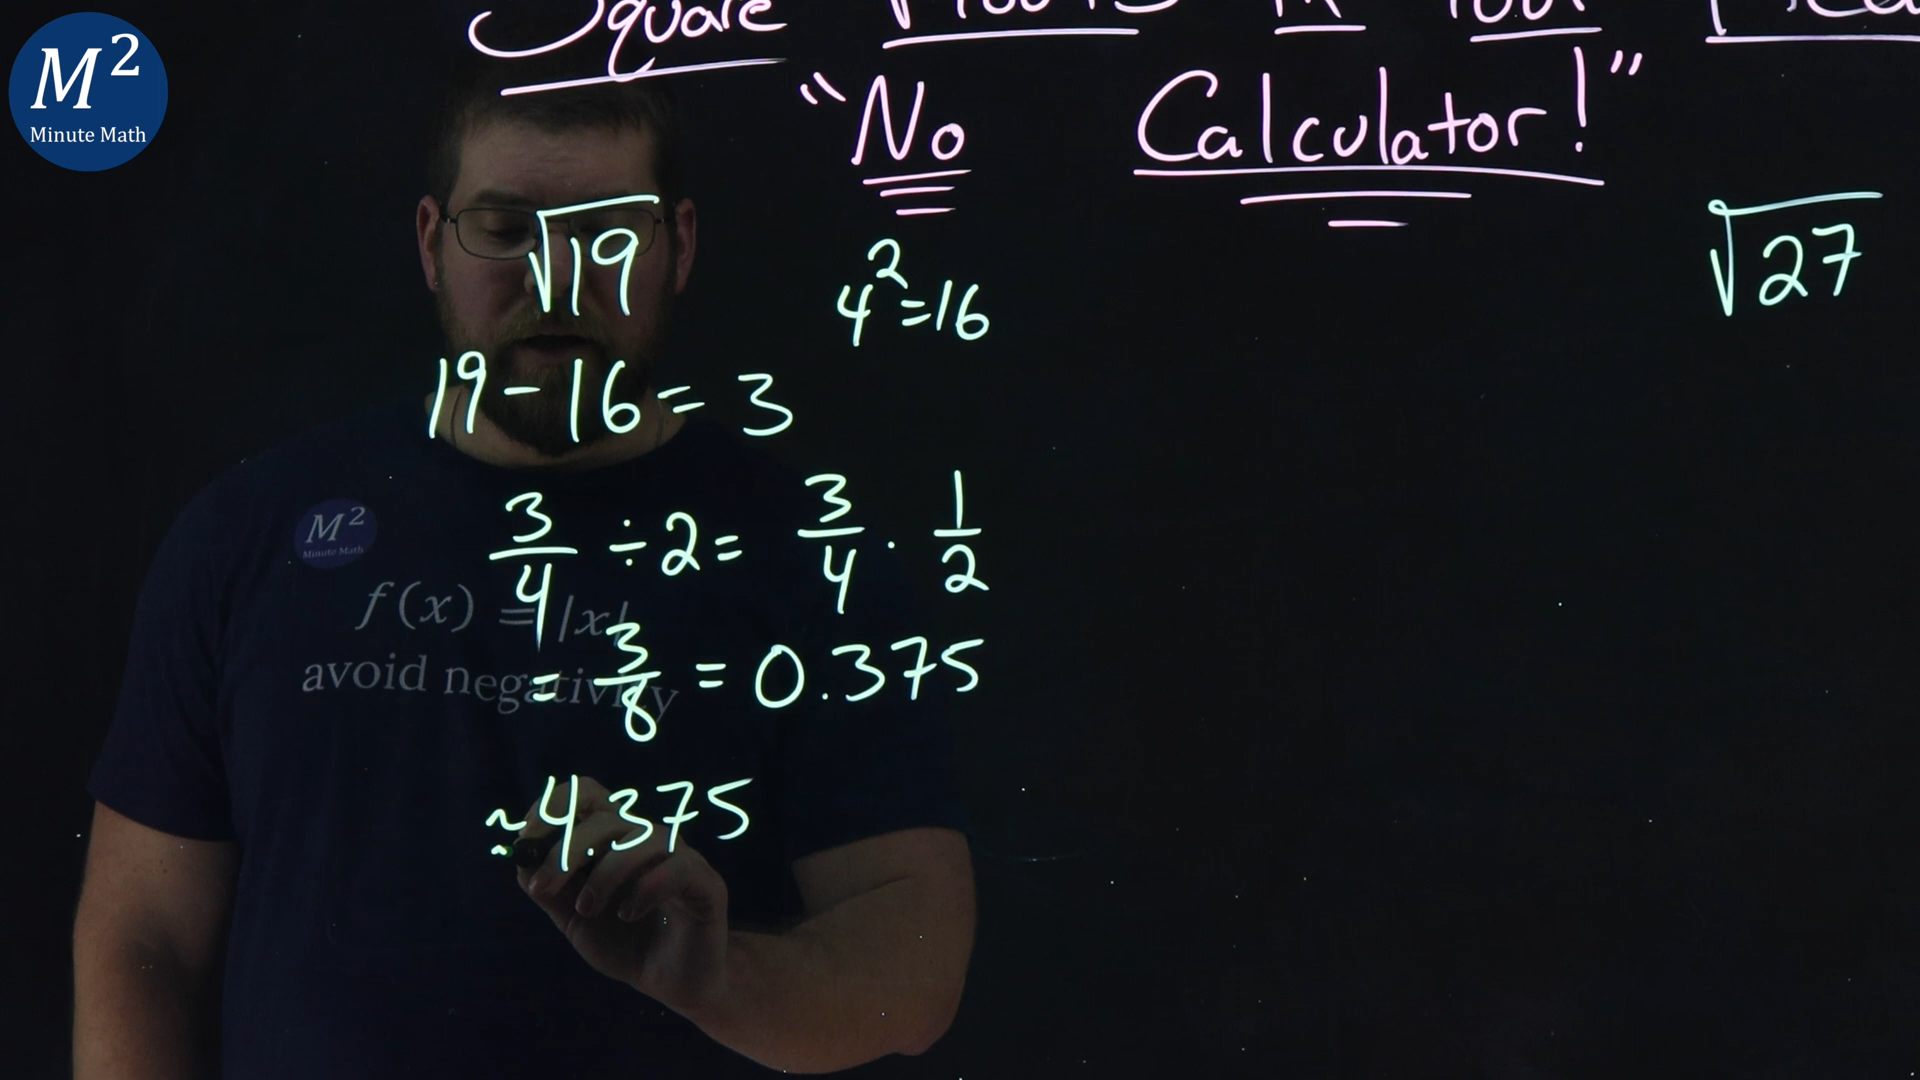 M²
Minute Math
Square
"No Calculator!"
√19
4²=16
√27
19-16=3
3/4 ÷2= 3/4 · 1/2
= 3/8 = 0.375
≈4.375
M²
Minute Math
f(x) = |x|
avoid negativity